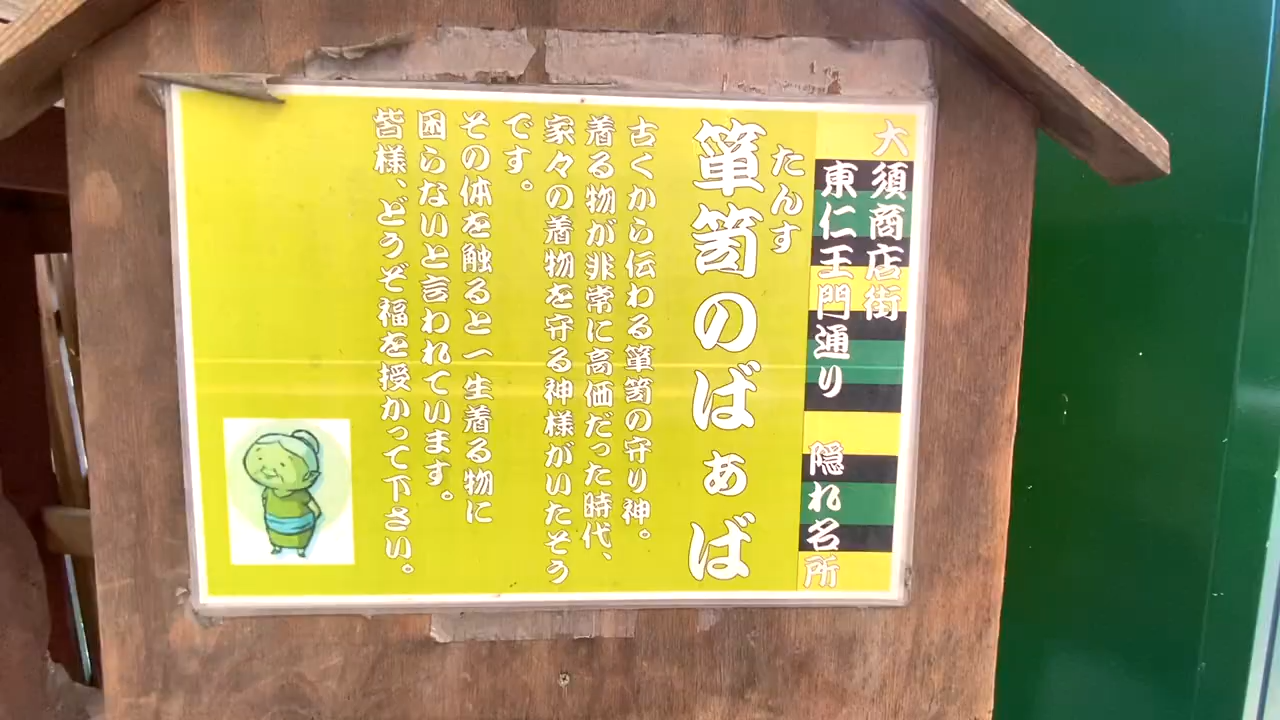 大須商店街
東仁王門通り 隠れ名所
たんす
箪笥のばぁば
古くから伝わる箪笥の守り神。
着る物が非常に高価だった時代、
家々の着物を守る神様がいたそう
です。
その体を触ると一生着る物に
困らないと言われています。
皆様、どうぞ福を授かって下さい。